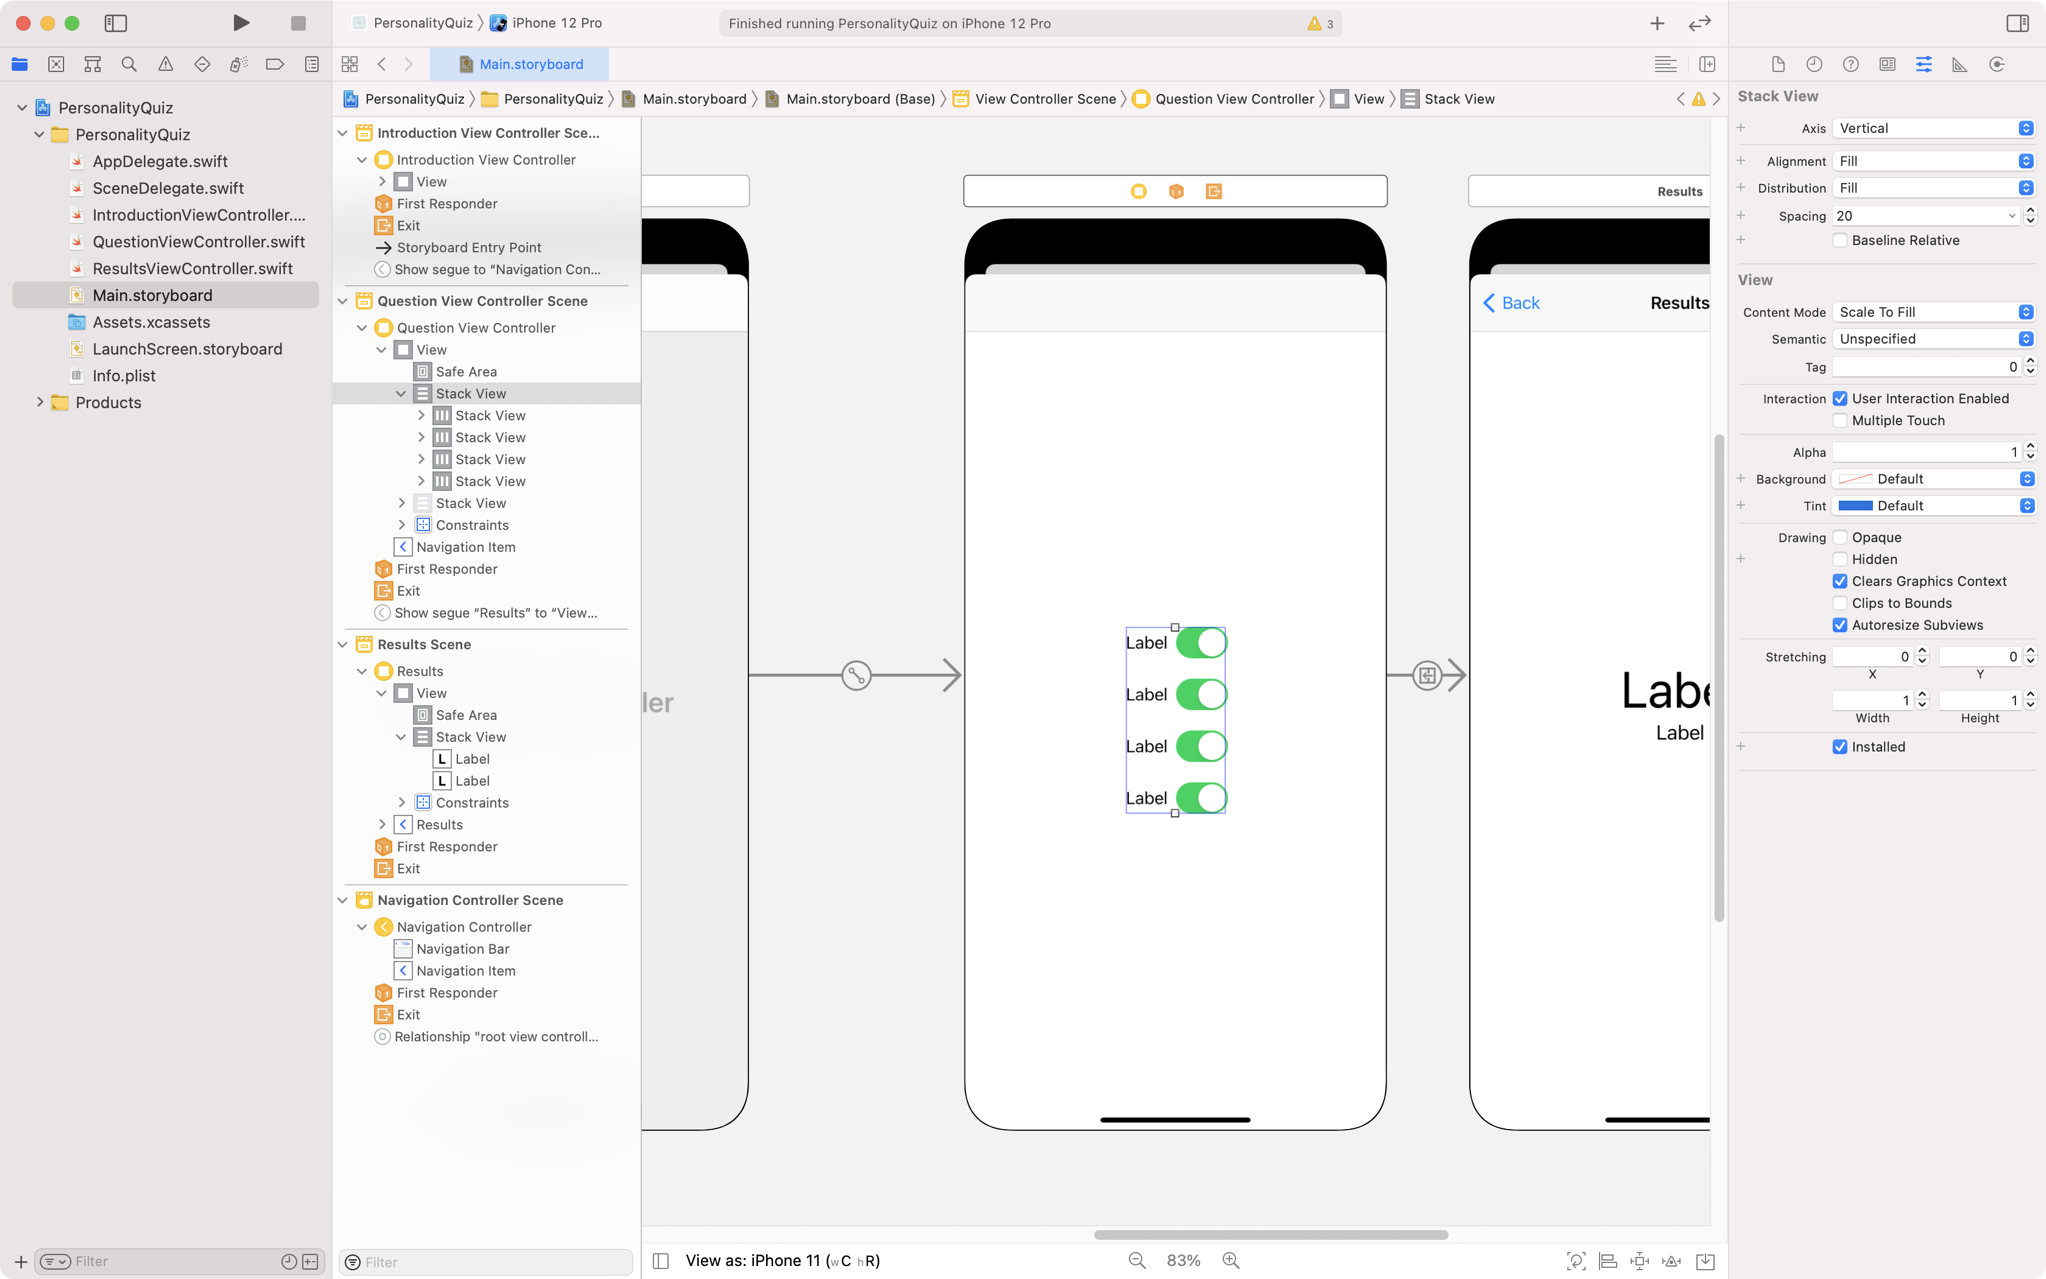 PersonalityQuiz
iPhone 12 Pro
Finished running PersonalityQuiz on iPhone 12 Pro
3
Main.storyboard
PersonalityQuiz
PersonalityQuiz
Main.storyboard
Main.storyboard (Base)
View Controller Scene
Question View Controller
View
Stack View
PersonalityQuiz
PersonalityQuiz
AppDelegate.swift
SceneDelegate.swift
IntroductionViewController....
QuestionViewController.swift
ResultsViewController.swift
Main.storyboard
Assets.xcassets
LaunchScreen.storyboard
Info.plist
Products
Filter
Introduction View Controller Sce...
Introduction View Controller
View
First Responder
Exit
Storyboard Entry Point
Show segue to “Navigation Con...
Question View Controller Scene
Question View Controller
View
Safe Area
Stack View
Stack View
Stack View
Stack View
Stack View
Stack View
Constraints
Navigation Item
First Responder
Exit
Show segue “Results” to “View...
Results Scene
Results
View
Safe Area
Stack View
L Label
L Label
Constraints
Results
First Responder
Exit
Navigation Controller Scene
Navigation Controller
Navigation Bar
Navigation Item
First Responder
Exit
Relationship "root view controll...
Filter
ler
Label
Label
Label
Label
Results
Back
Results
Labe
Label
View as: iPhone 11 (wC hR)
83%
Stack View
Axis Vertical
Alignment Fill
Distribution Fill
Spacing 20
Baseline Relative
View
Content Mode Scale To Fill
Semantic Unspecified
Tag 0
Interaction User Interaction Enabled
Multiple Touch
Alpha 1
Background Default
Tint Default
Drawing Opaque
Hidden
Clears Graphics Context
Clips to Bounds
Autoresize Subviews
Stretching 0 0
X Y
1 1
Width Height
Installed